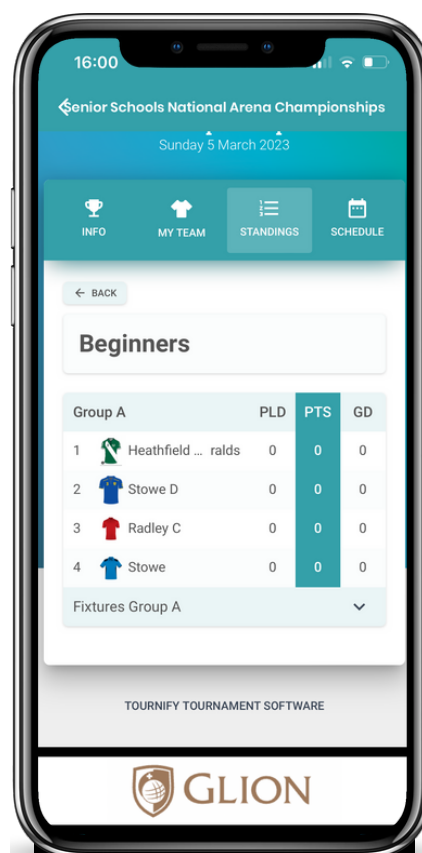 16:00
Senior Schools National Arena Championships
Sunday 5 March 2023
INFO MY TEAM STANDINGS SCHEDULE
← BACK
Beginners
Group A PLD PTS GD
1 Heathfield ... ralds 0 0 0
2 Stowe D 0 0 0
3 Radley C 0 0 0
4 Stowe 0 0 0
Fixtures Group A
TOURNIFY TOURNAMENT SOFTWARE
GLION